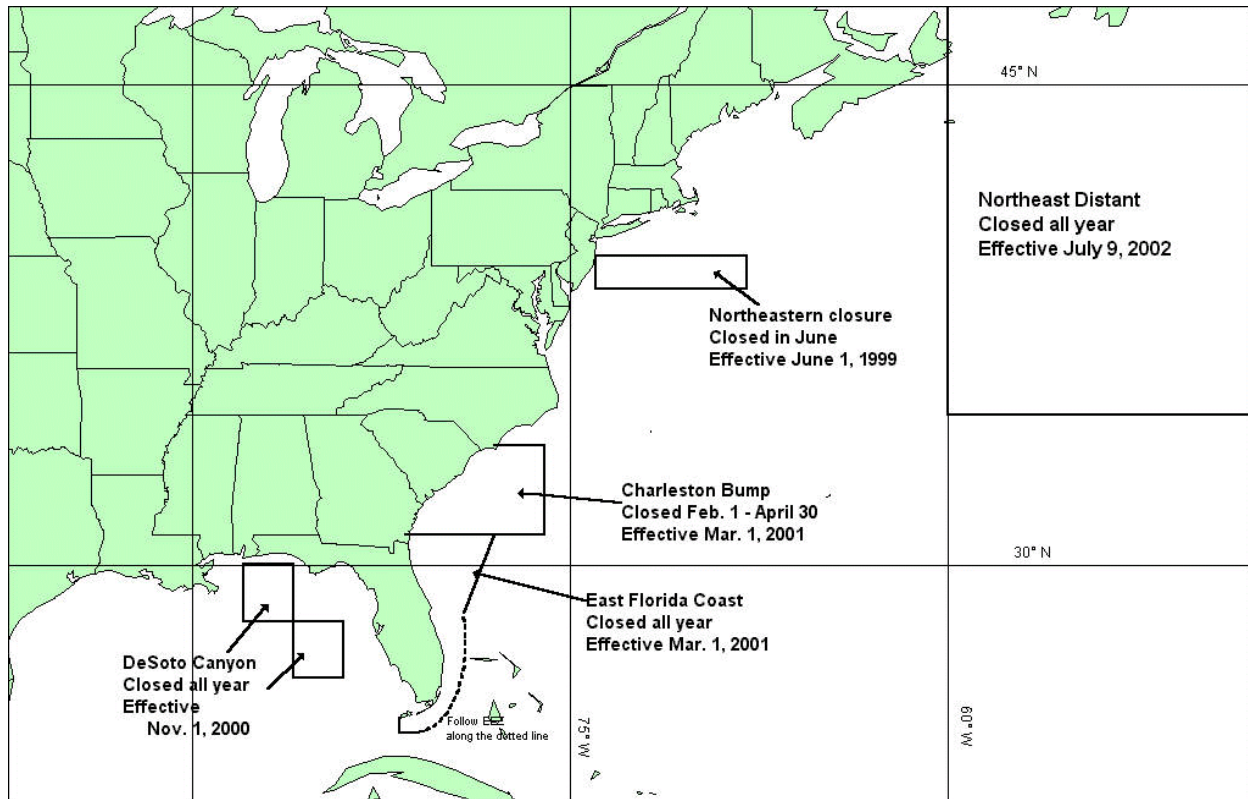 45° N
Northeast Distant
Closed all year
Effective July 9, 2002
Northeastern closure
Closed in June
Effective June 1, 1999
Charleston Bump
Closed Feb. 1 - April 30
Effective Mar. 1, 2001
30° N
East Florida Coast
Closed all year
Effective Mar. 1, 2001
DeSoto Canyon
Closed all year
Effective
Nov. 1, 2000
Follow EEZ
along the dotted line
75° W
60° W